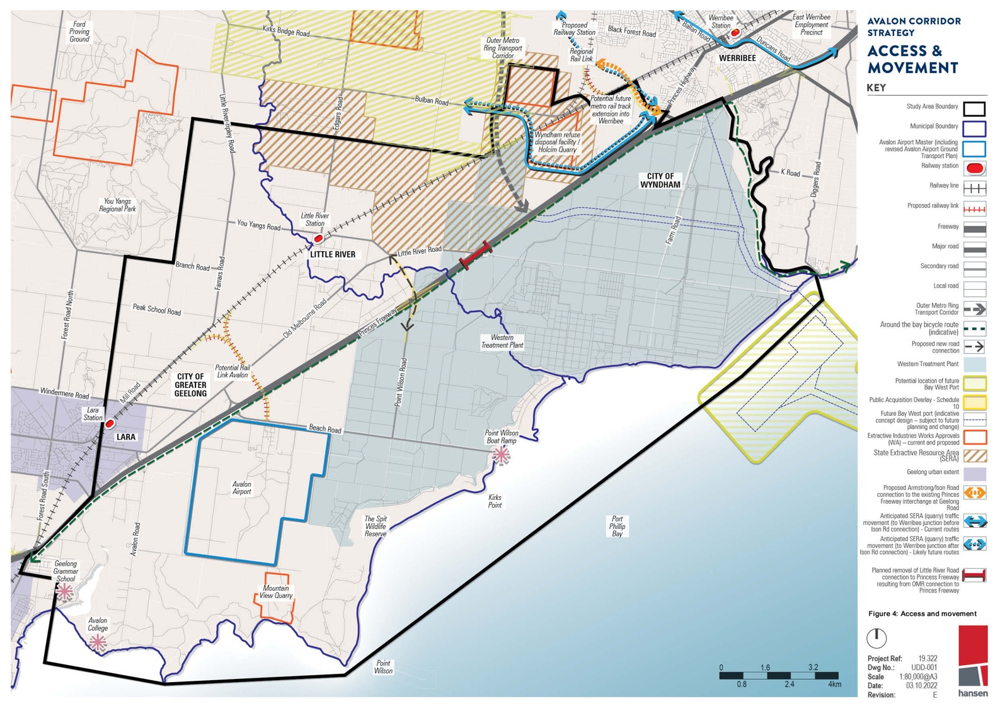 Ford
Proving
Ground
Kirks Bridge Road
Outer Metro
Ring Transport
Corridor
Proposed
Railway Station
Regional
Rail Link
Black Forest Road
Werribee
Station
Ballan Road
Duncans Road
East Werribee
Employment
Precinct
WERRIBEE
Princes Highway
Little River-ripley Road
Edgars Road
Bulban Road
Potential future
metro rail track
extension into
Werribee
Wyndham refuse
disposal facility /
Holcim Quarry
CITY OF
WYNDHAM
K Road
Diggers Road
You Yangs
Regional Park
You Yangs Road
Little River
Station
LITTLE RIVER
Little River Road
Farm Road
Branch Road
Farrars Road
Forest Road North
Peak School Road
Old Melbourne Road
Princes Freeway
Western
Treatment Plant
Potential Rail
Link Avalon
CITY OF
GREATER
GEELONG
Mill Road
Windermere Road
Lara
Station
LARA
Point Wilson Road
Beach Road
Point Wilson
Boat Ramp
Avalon
Airport
Kirks
Point
Forest Road South
Avalon Road
The Spit
Wildlife
Reserve
Port
Phillip
Bay
Geelong
Grammar
School
Mountain
View Quarry
Avalon
College
Point
Wilson
0 1.6 3.2
0.8 2.4 4km
AVALON CORRIDOR
STRATEGY
ACCESS &
MOVEMENT
KEY
Study Area Boundary
Municipal Boundary
Avalon Airport Master (including
revised Avalon Airport Ground
Transport Plan)
Railway station
Railway line
Proposed railway link
Freeway
Major road
Secondary road
Local road
Outer Metro Ring
Transport Corridor
Around the bay bicycle route
(indicative)
Proposed new road
connection
Western Treatment Plant
Potential location of future
Bay West Port
Public Acquisition Overlay - Schedule
10
Future Bay West port (indicative
concept design – subject to future
planning and change)
Extractive Industries Works Approvals
(WA) – current and proposed
State Extractive Resource Area
(SERA)
Geelong urban extent
Proposed Armstrong/Ison Road
connection to the existing Princes
Freeway interchange at Geelong
Road
Anticipated SERA (quarry) traffic
movement (to Werribee junction before
Ison Rd connection) - Current routes
Anticipated SERA (quarry) traffic
movement (to Werribee junction after
Ison Rd connection) - Likely future routes
Planned removal of Little River Road
connection to Princess Freeway
resulting from OMR connection to
Princes Freeway
Figure 4: Access and movement
Project Ref: 19.322
Dwg No.: UDD-001
Scale 1:80,000@A3
Date: 03.10.2022
Revision: E
hansen